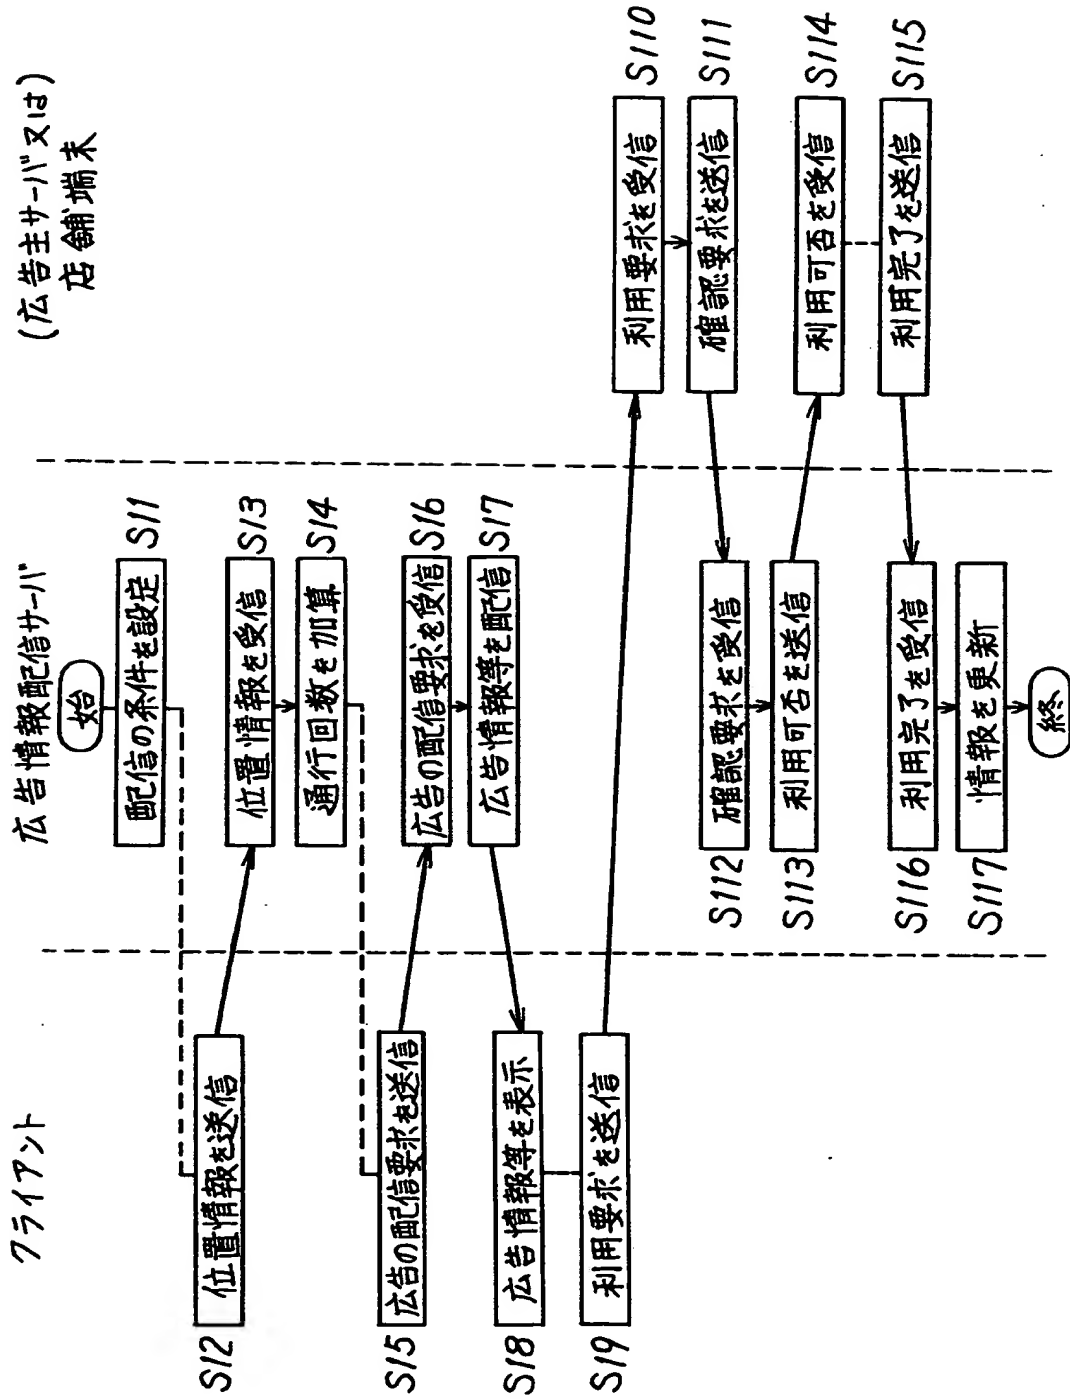 クライアント
広告情報配信サーバ
(広告主サーバ又は)
店舗端末
始
配信の条件を設定
S11
S12
位置情報を送信
位置情報を受信
S13
通行回数を加算
S14
S15
広告の配信要求を送信
広告の配信要求を受信
S16
広告情報等を配信
S17
S18
広告情報等を表示
S19
利用要求を送信
利用要求を受信
S110
確認要求を送信
S111
S112
確認要求を受信
S113
利用可否を送信
利用可否を受信
S114
利用完了を送信
S115
S116
利用完了を受信
S117
情報を更新
終